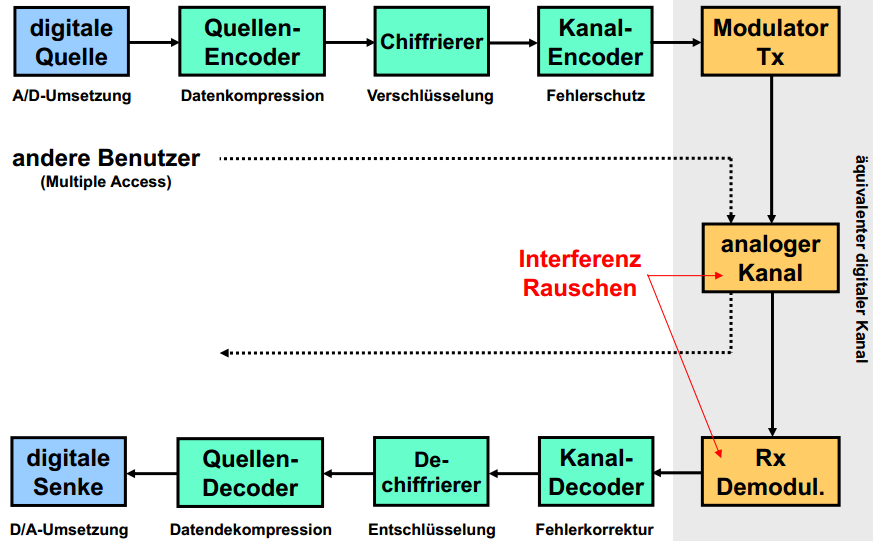 digitale
Quelle
Quellen-
Encoder
Chiffrierer
Kanal-
Encoder
Modulator
Tx
A/D-Umsetzung
Datenkompression
Verschlüsselung
Fehlerschutz
andere Benutzer
(Multiple Access)
äquivalenter digitaler Kanal
analoger
Kanal
Interferenz
Rauschen
digitale
Senke
Quellen-
Decoder
De-
chiffrierer
Kanal-
Decoder
Rx
Demodul.
D/A-Umsetzung
Datendekompression
Entschlüsselung
Fehlerkorrektur